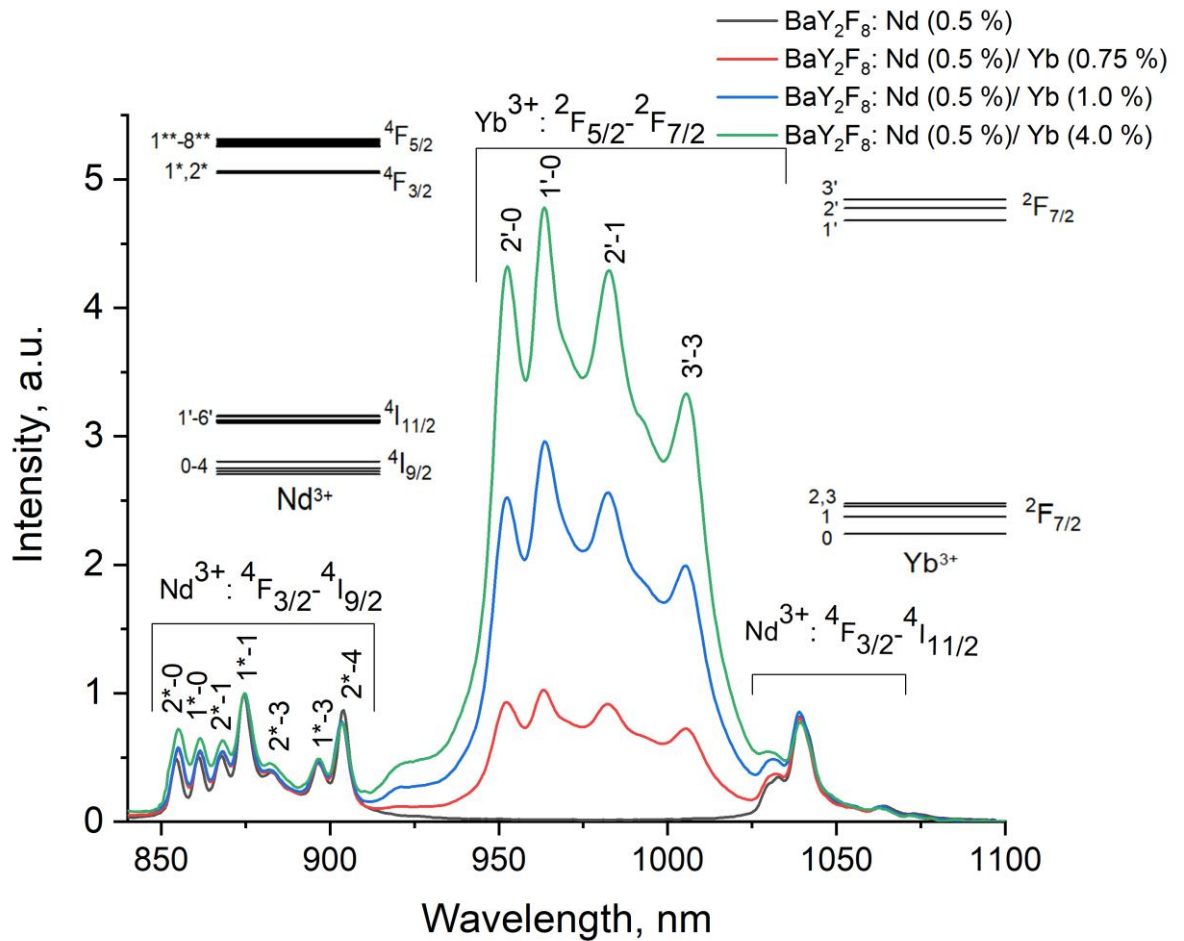 BaY₂F₈: Nd (0.5 %)
BaY₂F₈: Nd (0.5 %)/ Yb (0.75 %)
BaY₂F₈: Nd (0.5 %)/ Yb (1.0 %)
BaY₂F₈: Nd (0.5 %)/ Yb (4.0 %)
Yb³⁺: ²F5/2-²F7/2
1**-8** ⁴F5/2
1*,2* ⁴F3/2
1'-6' ⁴I11/2
0-4 ⁴I9/2
Nd³⁺
3'
2' ²F7/2
1'
2,3
1 ²F7/2
0
Yb³⁺
2'-0
1'-0
2'-1
3'-3
Nd³⁺: ⁴F3/2-⁴I9/2
2*-0
1*-0
2*-1
1*-1
2*-3
1*-3
2*-4
Nd³⁺: ⁴F3/2-⁴I11/2
Intensity, a.u.
5
4
3
2
1
0
850 900 950 1000 1050 1100
Wavelength, nm